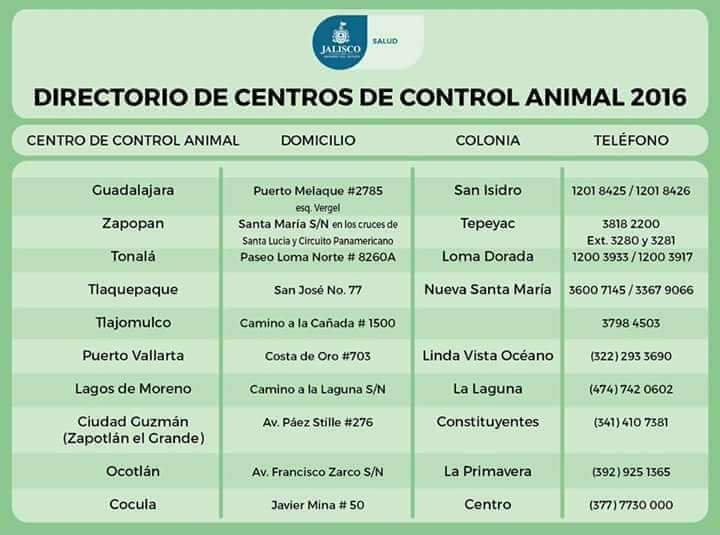 JALISCO
SALUD
DIRECTORIO DE CENTROS DE CONTROL ANIMAL 2016
CENTRO DE CONTROL ANIMAL DOMICILIO COLONIA TELÉFONO
Guadalajara Puerto Melaque #2785 San Isidro 1201 8425 / 1201 8426
esq. Vergel
Zapopan Santa María S/N en los cruces de Tepeyac 3818 2200
Santa Lucia y Circuito Panamericano Ext. 3280 y 3281
Tonalá Paseo Loma Norte # 8260A Loma Dorada 1200 3933 / 1200 3917
Tlaquepaque San José No. 77 Nueva Santa María 3600 7145 / 3367 9066
Tlajomulco Camino a la Cañada # 1500 3798 4503
Puerto Vallarta Costa de Oro #703 Linda Vista Océano (322) 293 3690
Lagos de Moreno Camino a la Laguna S/N La Laguna (474) 742 0602
Ciudad Guzmán Av. Páez Stille #276 Constituyentes (341) 410 7381
(Zapotlán el Grande)
Ocotlán Av. Francisco Zarco S/N La Primavera (392) 925 1365
Cocula Javier Mina # 50 Centro (377) 7730 000